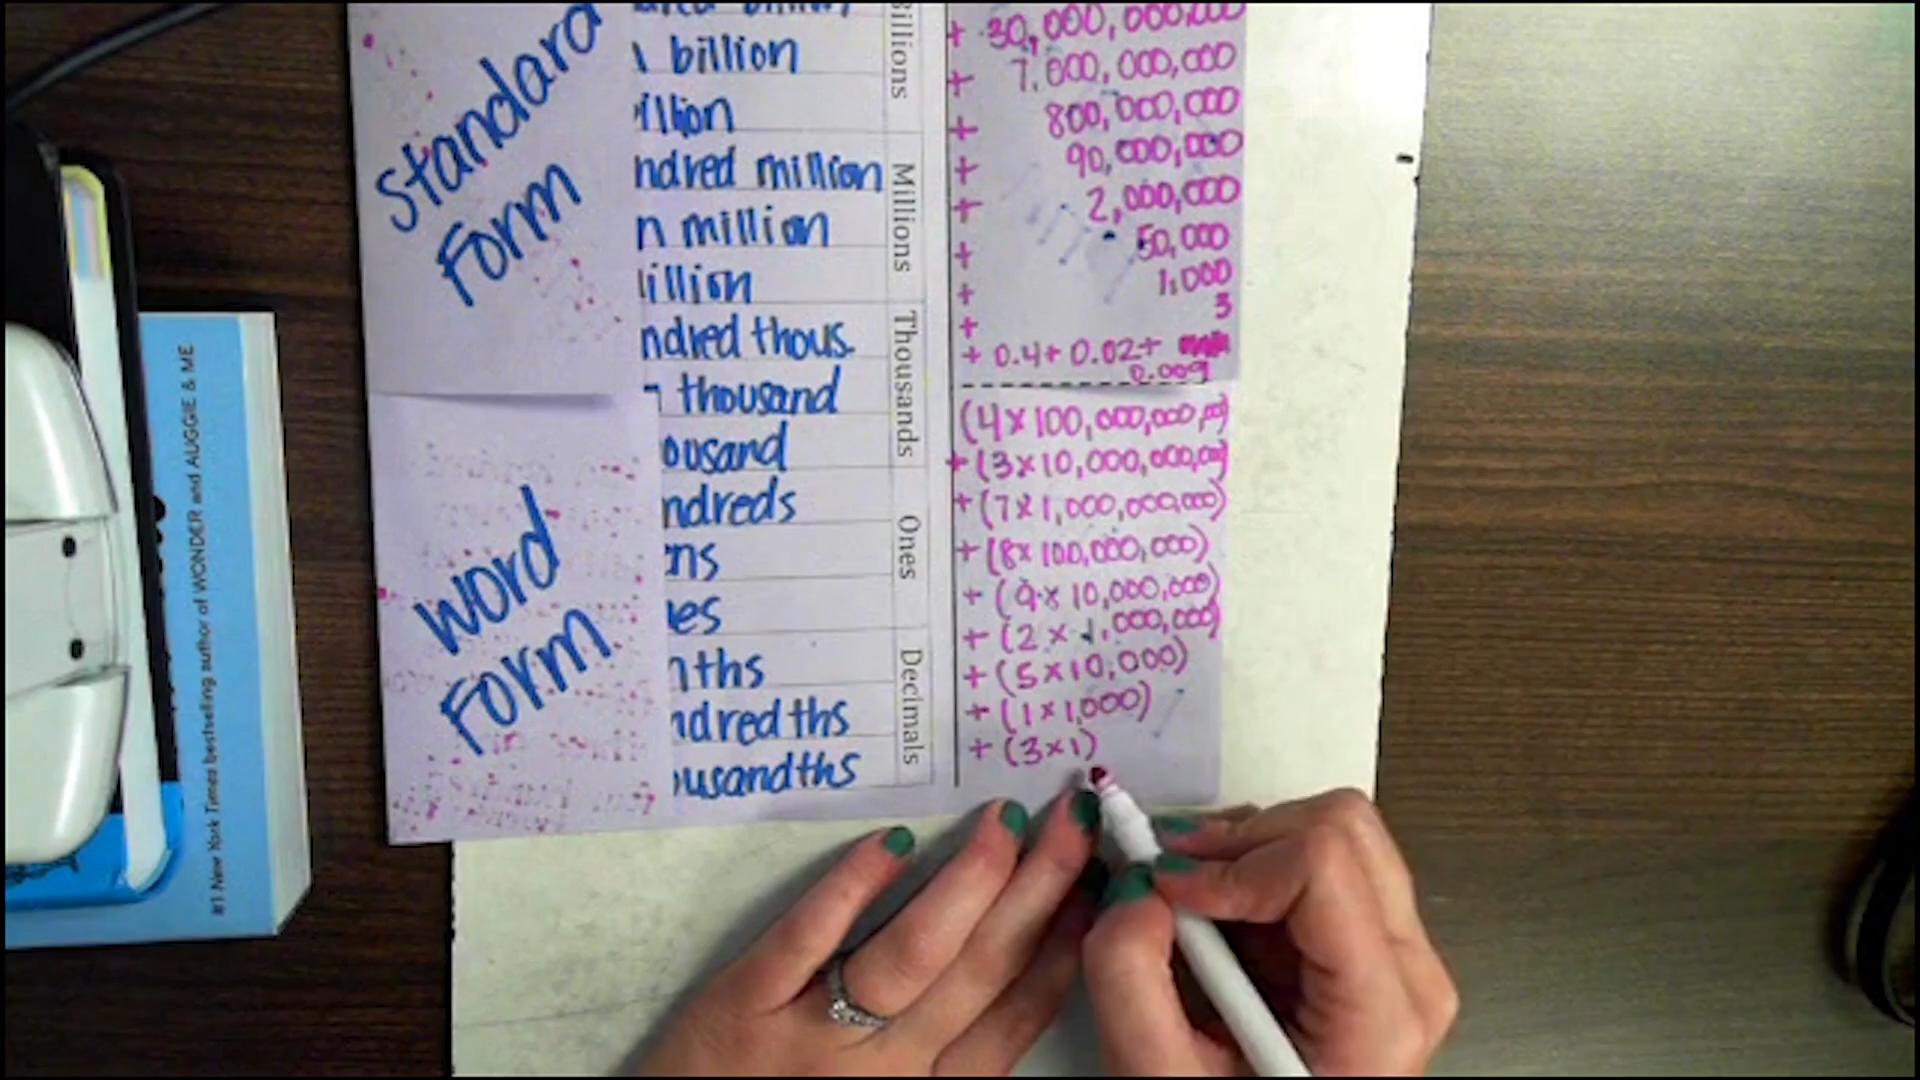 Standard
Form
Word
Form
billion
illion
ndred million
n million
illion
ndred thous.
thousand
ousand
ndreds
ens
es
nths
ndredths
ousandths
illions
Millions
Thousands
Ones
Decimals
+ 30,000,000,000
+ 7,000,000,000
+ 800,000,000
+ 90,000,000
+ 2,000,000
+ 50,000
+ 1,000
+ 3
+ 0.4 + 0.02 +
0.009
(4 x 100,000,000,000)
+ (3 x 10,000,000,000)
+ (7 x 1,000,000,000)
+ (8 x 100,000,000)
+ (9 x 10,000,000)
+ (2 x 1,000,000)
+ (5 x 10,000)
+ (1 x 1,000)
+ (3 x 1)
#1 New York Times bestselling author of WONDER and AUGGIE & ME